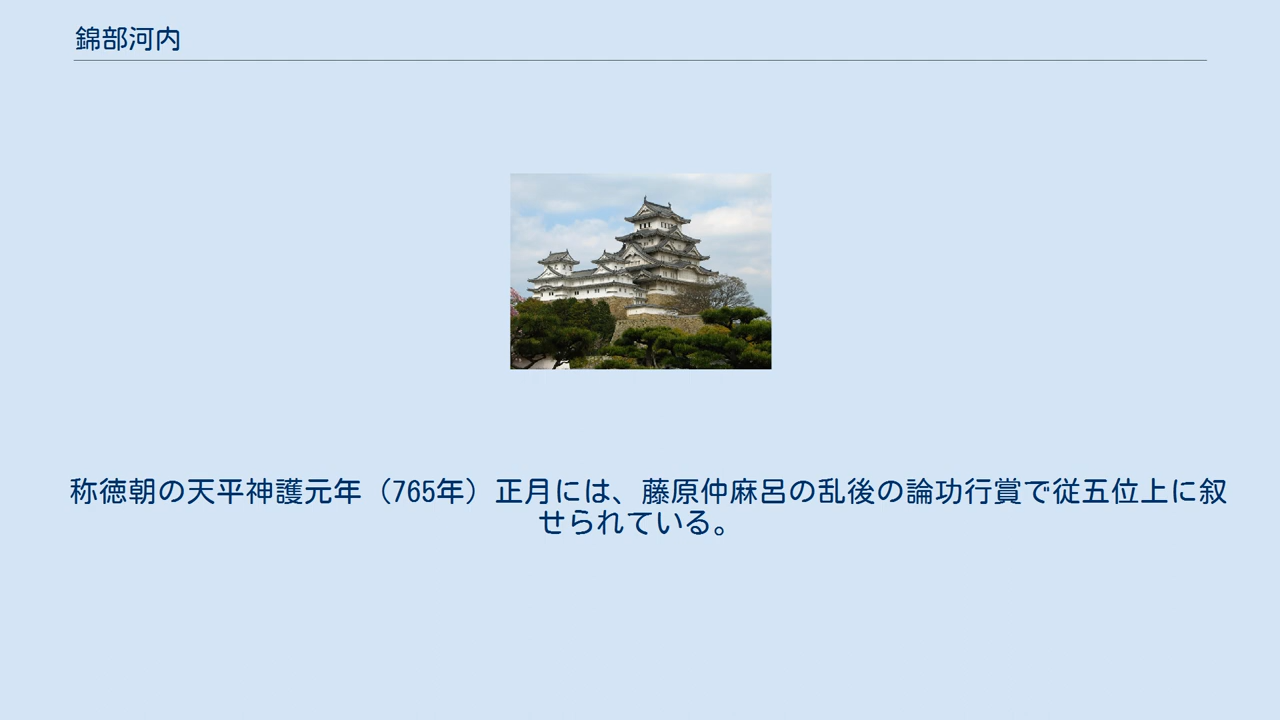 錦部河内
称徳朝の天平神護元年（765年）正月には、藤原仲麻呂の乱後の論功行賞で従五位上に叙
せられている。